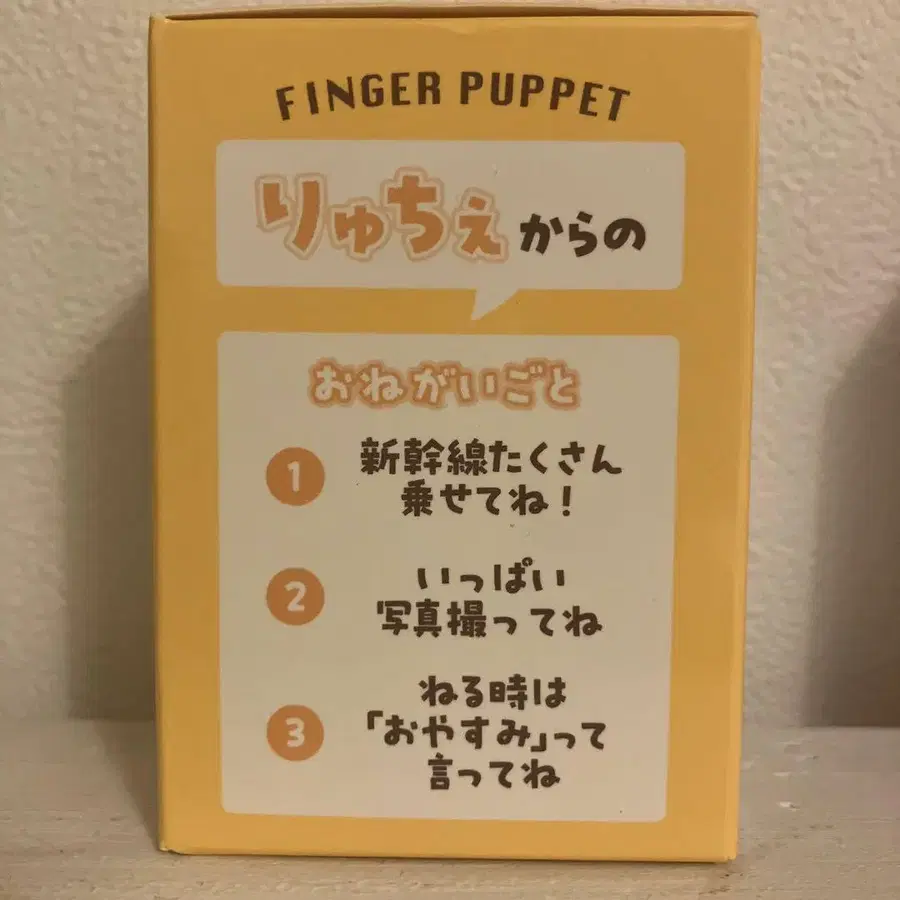 FINGER PUPPET
りゅちぇからの
おねがいごと
1 新幹線たくさん
乗せてね！
2 いっぱい
写真撮ってね
3 ねる時は
「おやすみ」って
言ってね